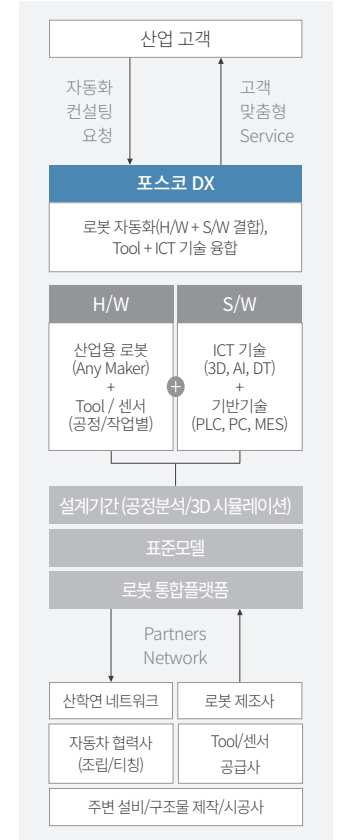 산업 고객
자동화
컨설팅
요청
고객
맞춤형
Service
포스코 DX
로봇 자동화(H/W + S/W 결합),
Tool + ICT 기술 융합
H/W
S/W
산업용 로봇
(Any Maker)
+
Tool / 센서
(공정/작업별)
+
ICT 기술
(3D, AI, DT)
+
기반기술
(PLC, PC, MES)
설계기간 (공정분석/3D 시뮬레이션)
표준모델
로봇 통합플랫폼
Partners
Network
산학연 네트워크
로봇 제조사
자동차 협력사
(조립/티칭)
Tool/센서
공급사
주변 설비/구조물 제작/시공사